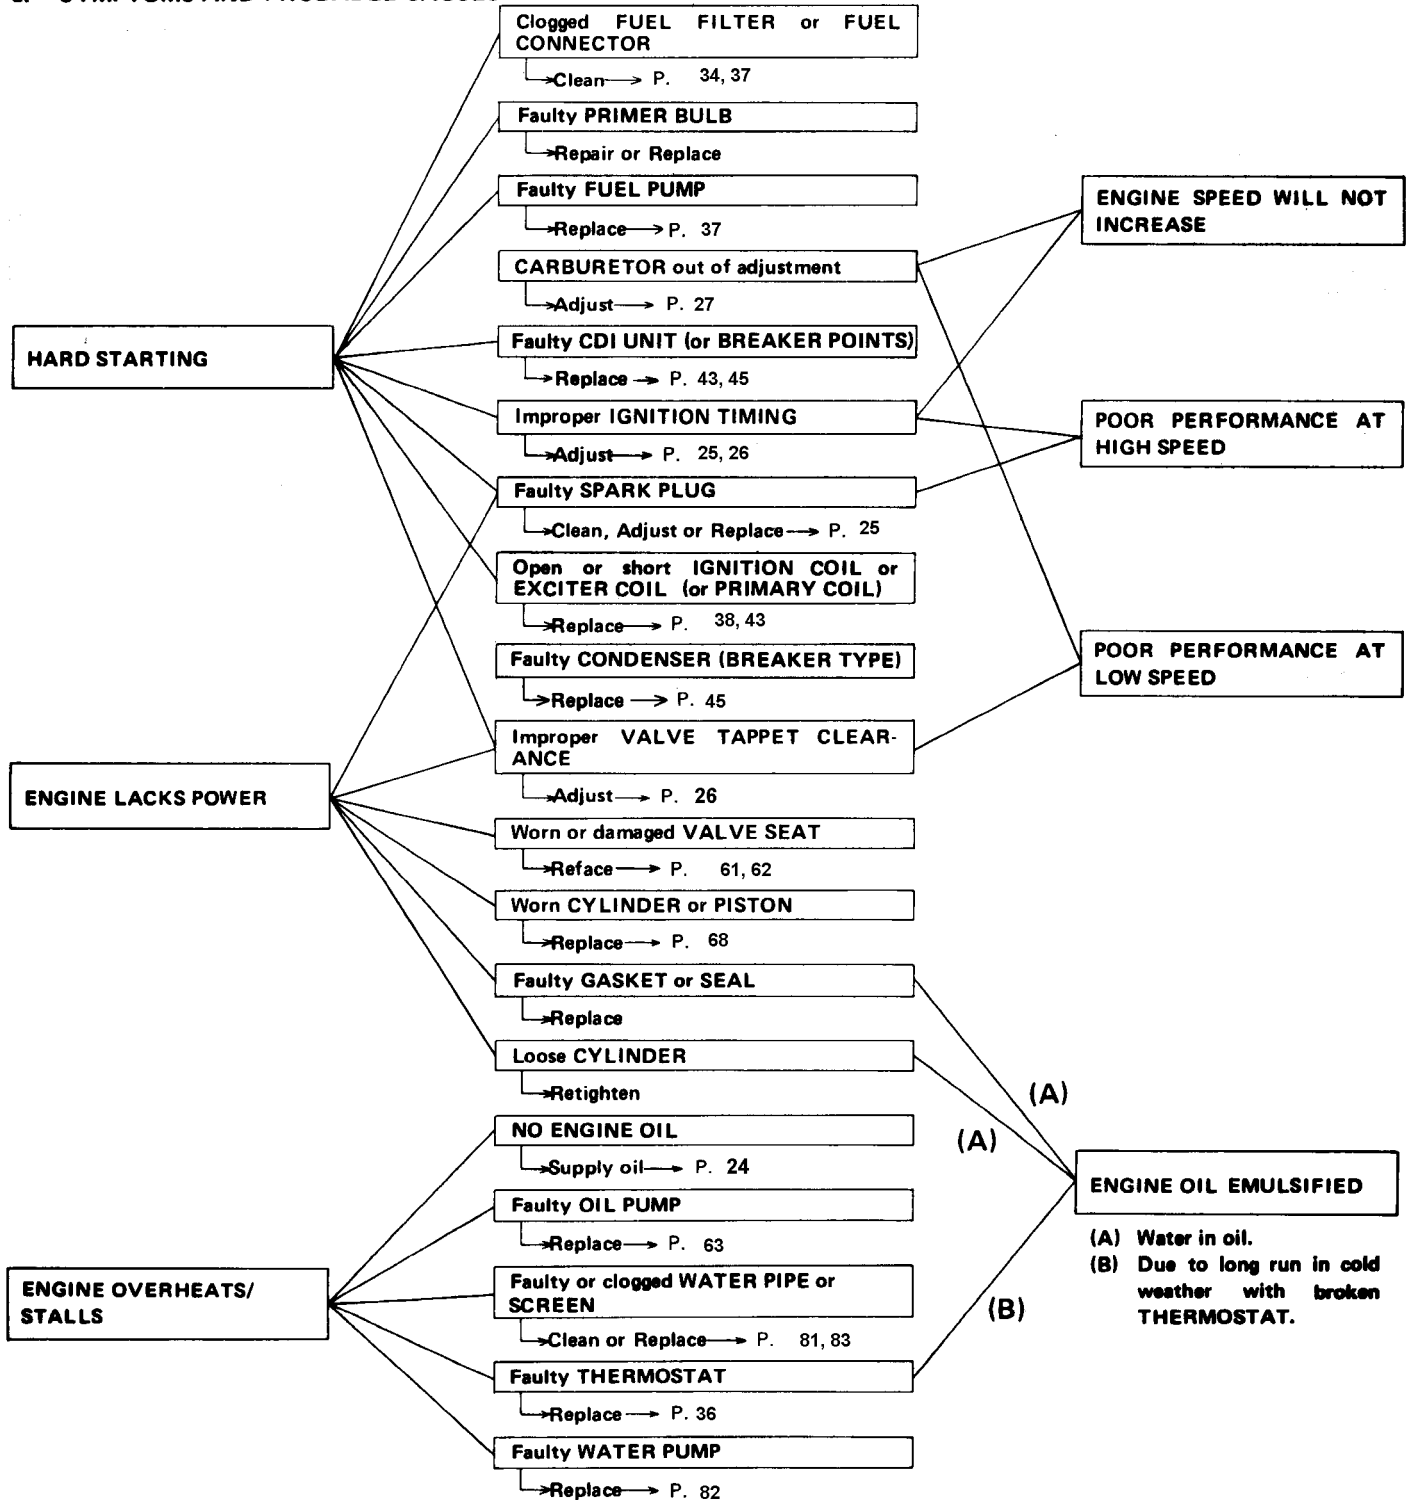 Clogged FUEL FILTER or FUEL
CONNECTOR
Clean P. 34, 37
Faulty PRIMER BULB
Repair or Replace
Faulty FUEL PUMP
Replace P. 37
CARBURETOR out of adjustment
Adjust P. 27
HARD STARTING
Faulty CDI UNIT (or BREAKER POINTS)
Replace P. 43, 45
Improper IGNITION TIMING
Adjust P. 25, 26
Faulty SPARK PLUG
Clean, Adjust or Replace P. 25
Open or short IGNITION COIL or
EXCITER COIL (or PRIMARY COIL)
Replace P. 38, 43
Faulty CONDENSER (BREAKER TYPE)
Replace P. 45
Improper VALVE TAPPET CLEAR-
ANCE
Adjust P. 26
ENGINE LACKS POWER
Worn or damaged VALVE SEAT
Reface P. 61, 62
Worn CYLINDER or PISTON
Replace P. 68
Faulty GASKET or SEAL
Replace
Loose CYLINDER
Retighten
NO ENGINE OIL
Supply oil P. 24
Faulty OIL PUMP
Replace P. 63
ENGINE OVERHEATS/
STALLS
Faulty or clogged WATER PIPE or
SCREEN
Clean or Replace P. 81, 83
Faulty THERMOSTAT
Replace P. 36
Faulty WATER PUMP
Replace P. 82
ENGINE SPEED WILL NOT
INCREASE
POOR PERFORMANCE AT
HIGH SPEED
POOR PERFORMANCE AT
LOW SPEED
(A)
(A)
(B)
ENGINE OIL EMULSIFIED
(A) Water in oil.
(B) Due to long run in cold
weather with broken
THERMOSTAT.